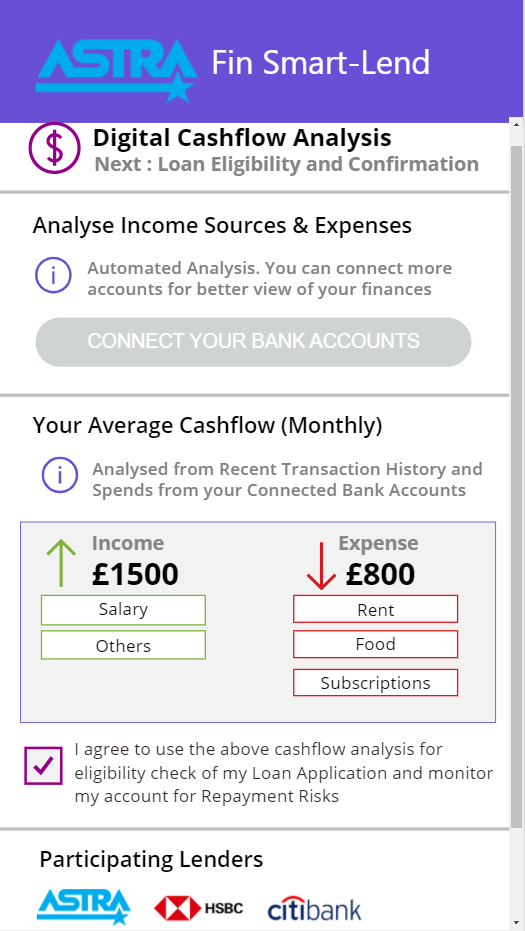 ASTRA Fin Smart-Lend
Digital Cashflow Analysis
Next : Loan Eligibility and Confirmation
Analyse Income Sources & Expenses
Automated Analysis. You can connect more
accounts for better view of your finances
CONNECT YOUR BANK ACCOUNTS
Your Average Cashflow (Monthly)
Analysed from Recent Transaction History and
Spends from your Connected Bank Accounts
Income
£1500
Salary
Others
Expense
£800
Rent
Food
Subscriptions
I agree to use the above cashflow analysis for
eligibility check of my Loan Application and monitor
my account for Repayment Risks
Participating Lenders
ASTRA HSBC citibank